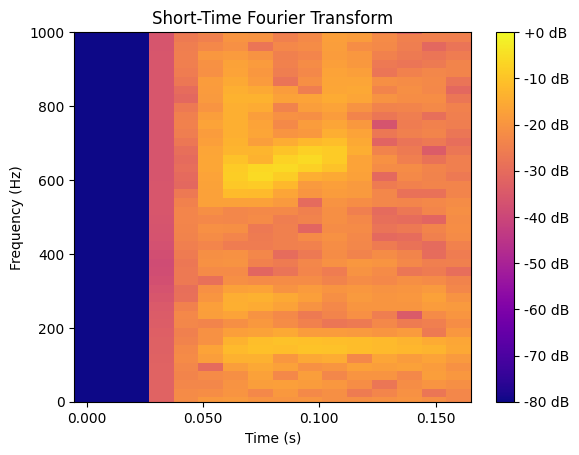 Short-Time Fourier Transform
1000
800
600
400
200
0
Frequency (Hz)
0.000
0.050
0.100
0.150
Time (s)
+0 dB
-10 dB
-20 dB
-30 dB
-40 dB
-50 dB
-60 dB
-70 dB
-80 dB